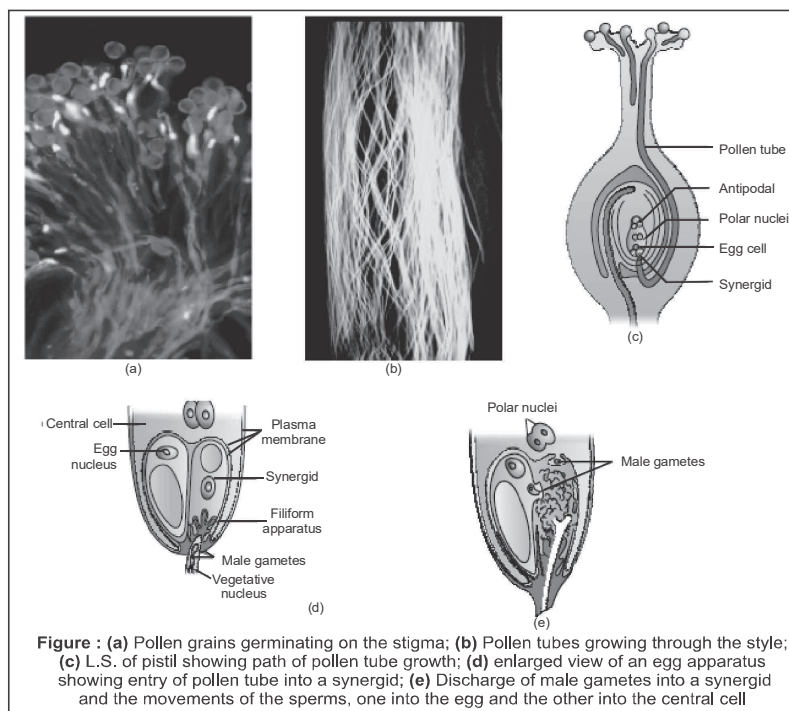 (a)
(b)
Pollen tube
Antipodal
Polar nuclei
Egg cell
Synergid
(c)
Central cell
Egg
nucleus
Plasma
membrane
Synergid
Filiform
apparatus
Male gametes
Vegetative
nucleus
(d)
Polar nuclei
Male gametes
(e)
Figure : (a) Pollen grains germinating on the stigma; (b) Pollen tubes growing through the style;
(c) L.S. of pistil showing path of pollen tube growth; (d) enlarged view of an egg apparatus
showing entry of pollen tube into a synergid; (e) Discharge of male gametes into a synergid
and the movements of the sperms, one into the egg and the other into the central cell